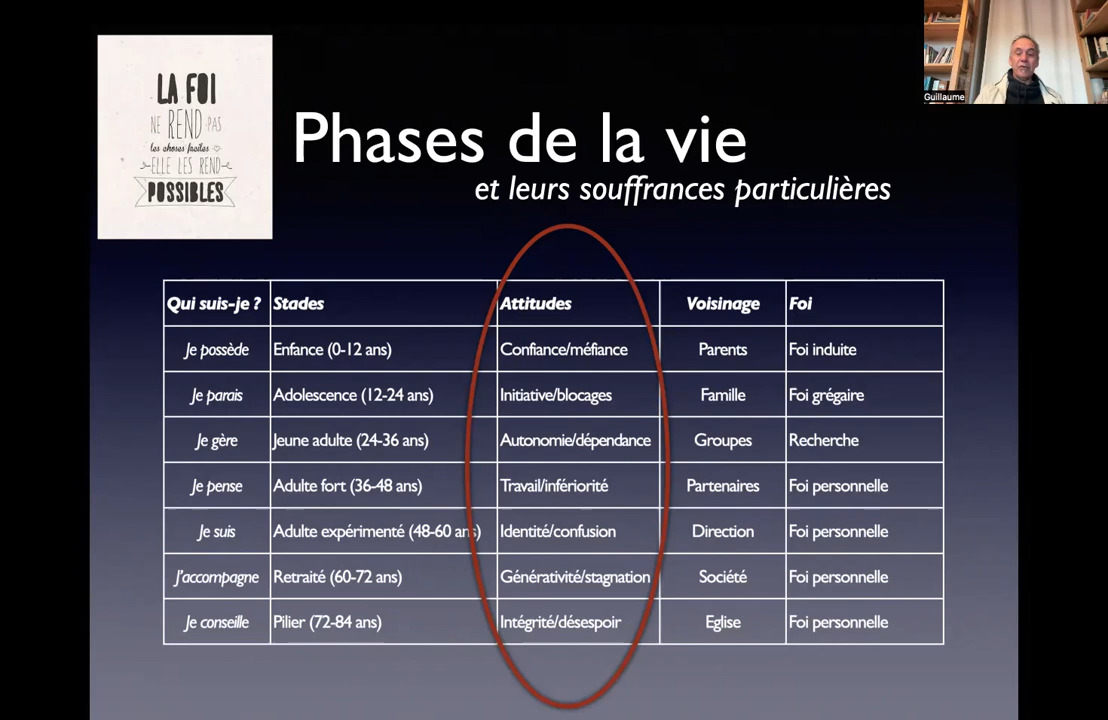 LA FOI
NE REND PAS
les choses faciles
ELLE LES REND
POSSIBLES
Guillaume
Phases de la vie
et leurs souffrances particulières
Qui suis-je ? Stades Attitudes Voisinage Foi
Je possède Enfance (0-12 ans) Confiance/méfiance Parents Foi induite
Je parais Adolescence (12-24 ans) Initiative/blocages Famille Foi grégaire
Je gère Jeune adulte (24-36 ans) Autonomie/dépendance Groupes Recherche
Je pense Adulte fort (36-48 ans) Travail/infériorité Partenaires Foi personnelle
Je suis Adulte expérimenté (48-60 ans) Identité/confusion Direction Foi personnelle
J'accompagne Retraité (60-72 ans) Générativité/stagnation Société Foi personnelle
Je conseille Pilier (72-84 ans) Intégrité/désespoir Eglise Foi personnelle